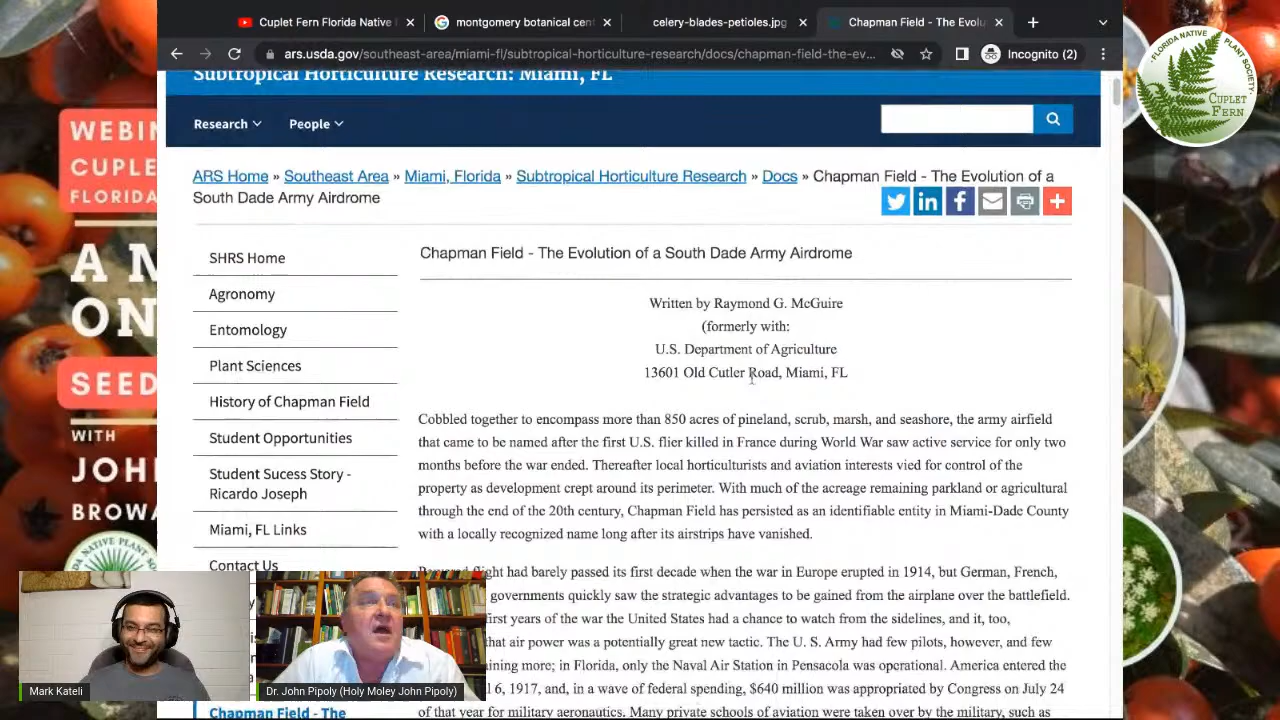 Cuplet Fern Florida Native
montgomery botanical cen
celery-blades-petioles.jpg
Chapman Field - The Evolu
ars.usda.gov/southeast-area/miami-fl/subtropical-horticulture-research/docs/chapman-field-the-ev...
Incognito (2)
FLORIDA NATIVE PLANT SOCIETY
CUPLET
FERN
Subtropical Horticulture Research: Miami, FL
Research
People
ARS Home » Southeast Area » Miami, Florida » Subtropical Horticulture Research » Docs » Chapman Field - The Evolution of a
South Dade Army Airdrome
WEBIN
CUPLE
FLORIDA
A
ON
SEED
WITH
JOH
BROWA
NATIVE PLANT
SHRS Home
Agronomy
Entomology
Plant Sciences
History of Chapman Field
Student Opportunities
Student Sucess Story -
Ricardo Joseph
Miami, FL Links
Contact Us
Chapman Field - The
Chapman Field - The Evolution of a South Dade Army Airdrome
Written by Raymond G. McGuire
(formerly with:
U.S. Department of Agriculture
13601 Old Cutler Road, Miami, FL
Cobbled together to encompass more than 850 acres of pineland, scrub, marsh, and seashore, the army airfield
that came to be named after the first U.S. flier killed in France during World War saw active service for only two
months before the war ended. Thereafter local horticulturists and aviation interests vied for control of the
property as development crept around its perimeter. With much of the acreage remaining parkland or agricultural
through the end of the 20th century, Chapman Field has persisted as an identifiable entity in Miami-Dade County
with a locally recognized name long after its airstrips have vanished.
flight had barely passed its first decade when the war in Europe erupted in 1914, but German, French,
governments quickly saw the strategic advantages to be gained from the airplane over the battlefield.
first years of the war the United States had a chance to watch from the sidelines, and it, too,
that air power was a potentially great new tactic. The U. S. Army had few pilots, however, and few
aining more; in Florida, only the Naval Air Station in Pensacola was operational. America entered the
6, 1917, and, in a wave of federal spending, $640 million was appropriated by Congress on July 24
of that year for military aeronautics. Many private schools of aviation were taken over by the military, such as
Mark Kateli
Dr. John Pipoly (Holy Moley John Pipoly)